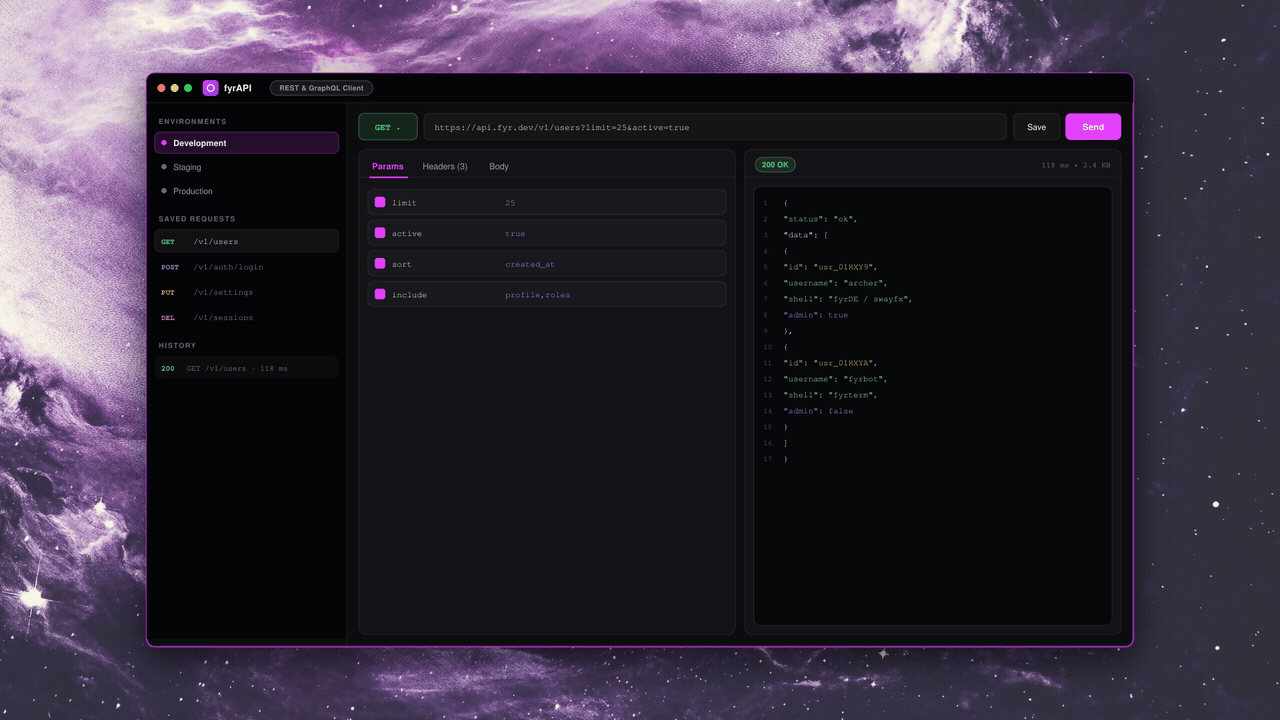 fyrAPI
REST & GraphQL Client
ENVIRONMENTS
Development
Staging
Production
SAVED REQUESTS
GET /v1/users
POST /v1/auth/login
PUT /v1/settings
DEL /v1/sessions
HISTORY
200 GET /v1/users · 118 ms
GET
https://api.fyr.dev/v1/users?limit=25&active=true
Save
Send
Params Headers (3) Body
limit 25
active true
sort created_at
include profile,roles
200 OK
118 ms • 2.4 KB
1 {
2 "status": "ok",
3 "data": [
4 {
5 "id": "usr_01HXY9",
6 "username": "archer",
7 "shell": "fyrDE / swayfx",
8 "admin": true
9 },
10 {
11 "id": "usr_01HXYA",
12 "username": "fyrbot",
13 "shell": "fyrterm",
14 "admin": false
15 }
16 ]
17 }